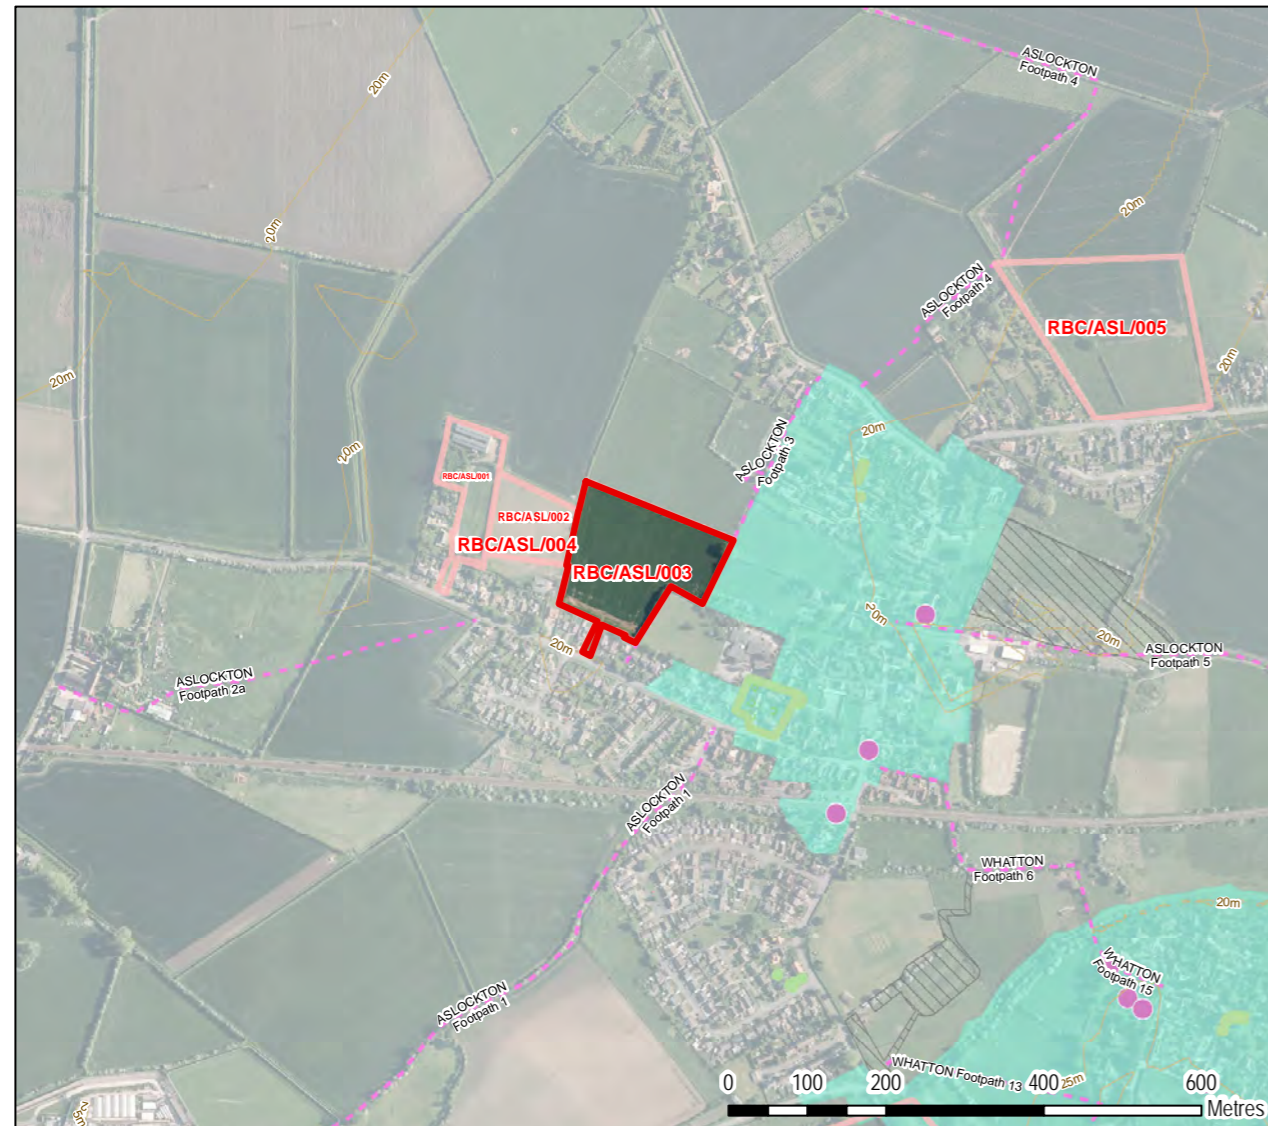 ASLOCKTON
Footpath 4
20m
20m
20m
ASLOCKTON
Footpath 4
RBC/ASL/005
20m
20m
20m
20m
ASLOCKTON
Footpath 3
RBC/ASL/001
RBC/ASL/002
RBC/ASL/004
RBC/ASL/003
20m
20m
20m
ASLOCKTON
Footpath 5
ASLOCKTON
Footpath 2a
ASLOCKTON
Footpath 1
WHATTON
Footpath 6
20m
WHATTON
Footpath 15
ASLOCKTON
Footpath 1
WHATTON Footpath 13
25m
25m
0 100 200 400 600
Metres